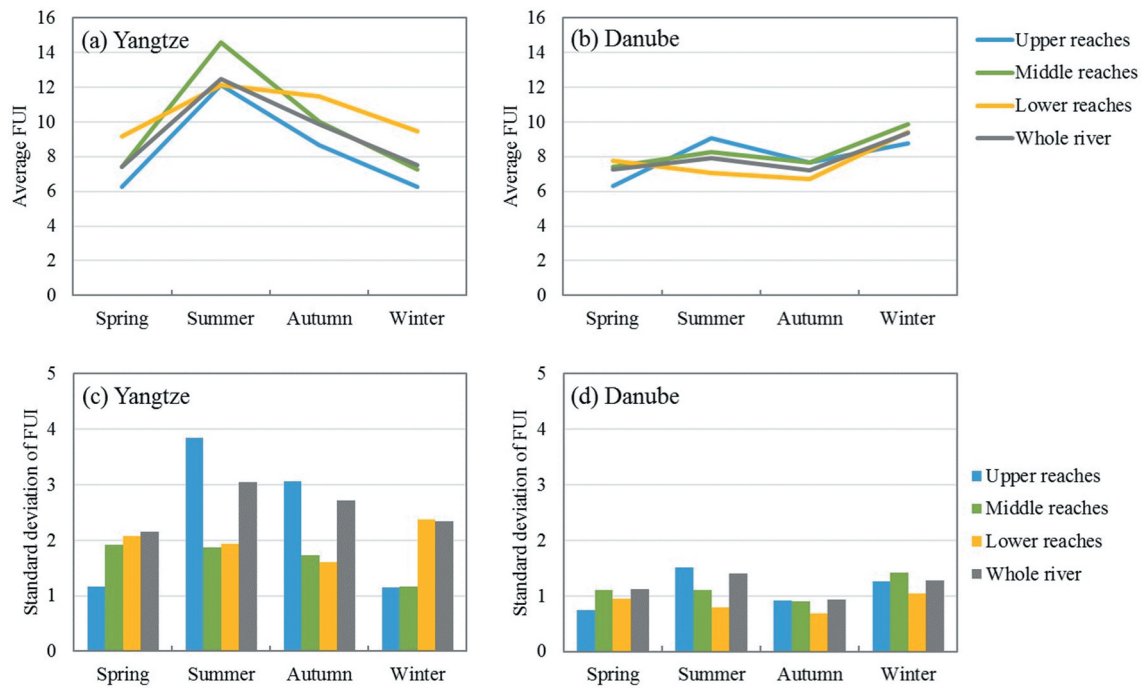 (a) Yangtze
Average FUI
16
14
12
10
8
6
4
2
0
Spring Summer Autumn Winter
(b) Danube
Average FUI
16
14
12
10
8
6
4
2
0
Spring Summer Autumn Winter
Upper reaches
Middle reaches
Lower reaches
Whole river
(c) Yangtze
Standard deviation of FUI
5
4
3
2
1
0
Spring Summer Autumn Winter
(d) Danube
Standard deviation of FUI
5
4
3
2
1
0
Spring Summer Autumn Winter
Upper reaches
Middle reaches
Lower reaches
Whole river